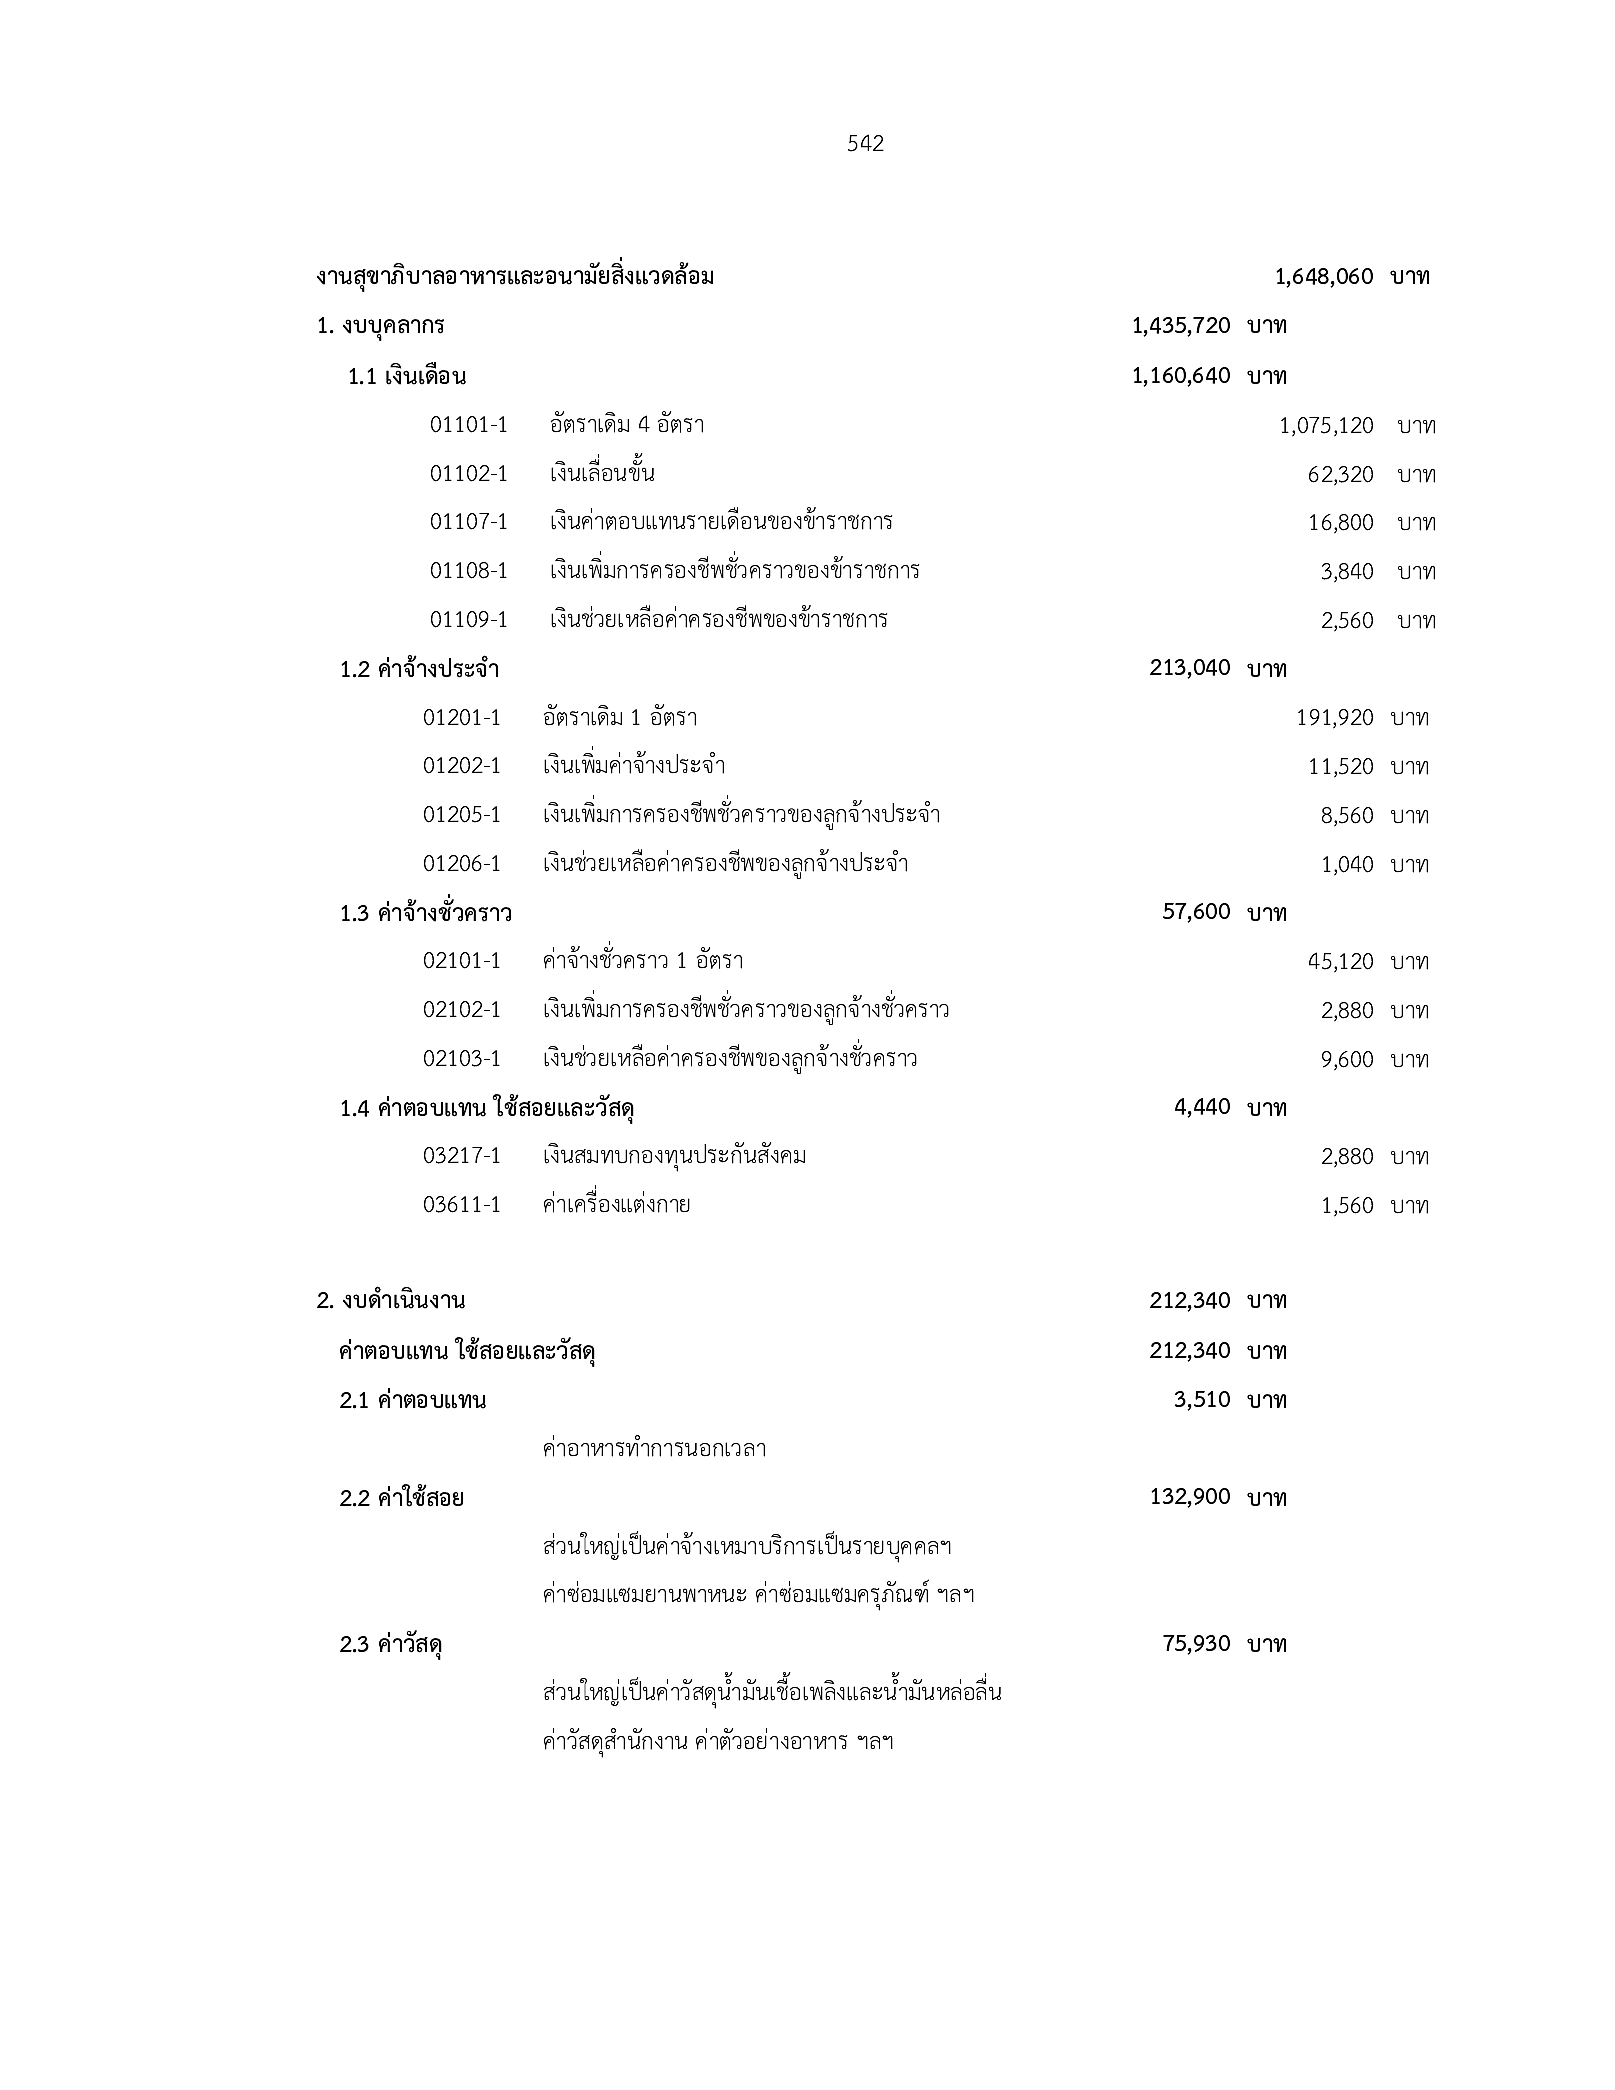 542
งานสุขาภิบาลอาหารและอนามัยสิ่งแวดล้อม 1,648,060 บาท
1. งบบุคลากร 1,435,720 บาท
1.1 เงินเดือน 1,160,640 บาท
01101-1 อัตราเดิม 4 อัตรา 1,075,120 บาท
01102-1 เงินเลื่อนขั้น 62,320 บาท
01107-1 เงินค่าตอบแทนรายเดือนของข้าราชการ 16,800 บาท
01108-1 เงินเพิ่มการครองชีพชั่วคราวของข้าราชการ 3,840 บาท
01109-1 เงินช่วยเหลือค่าครองชีพของข้าราชการ 2,560 บาท
1.2 ค่าจ้างประจำ 213,040 บาท
01201-1 อัตราเดิม 1 อัตรา 191,920 บาท
01202-1 เงินเพิ่มค่าจ้างประจำ 11,520 บาท
01205-1 เงินเพิ่มการครองชีพชั่วคราวของลูกจ้างประจำ 8,560 บาท
01206-1 เงินช่วยเหลือค่าครองชีพของลูกจ้างประจำ 1,040 บาท
1.3 ค่าจ้างชั่วคราว 57,600 บาท
02101-1 ค่าจ้างชั่วคราว 1 อัตรา 45,120 บาท
02102-1 เงินเพิ่มการครองชีพชั่วคราวของลูกจ้างชั่วคราว 2,880 บาท
02103-1 เงินช่วยเหลือค่าครองชีพของลูกจ้างชั่วคราว 9,600 บาท
1.4 ค่าตอบแทน ใช้สอยและวัสดุ 4,440 บาท
03217-1 เงินสมทบกองทุนประกันสังคม 2,880 บาท
03611-1 ค่าเครื่องแต่งกาย 1,560 บาท
2. งบดำเนินงาน 212,340 บาท
ค่าตอบแทน ใช้สอยและวัสดุ 212,340 บาท
2.1 ค่าตอบแทน 3,510 บาท
ค่าอาหารทำการนอกเวลา
2.2 ค่าใช้สอย 132,900 บาท
ส่วนใหญ่เป็นค่าจ้างเหมาบริการเป็นรายบุคคลฯ
ค่าซ่อมแซมยานพาหนะ ค่าซ่อมแซมครุภัณฑ์ ฯลฯ
2.3 ค่าวัสดุ 75,930 บาท
ส่วนใหญ่เป็นค่าวัสดุน้ำมันเชื้อเพลิงและน้ำมันหล่อลื่น
ค่าวัสดุสำนักงาน ค่าตัวอย่างอาหาร ฯลฯ